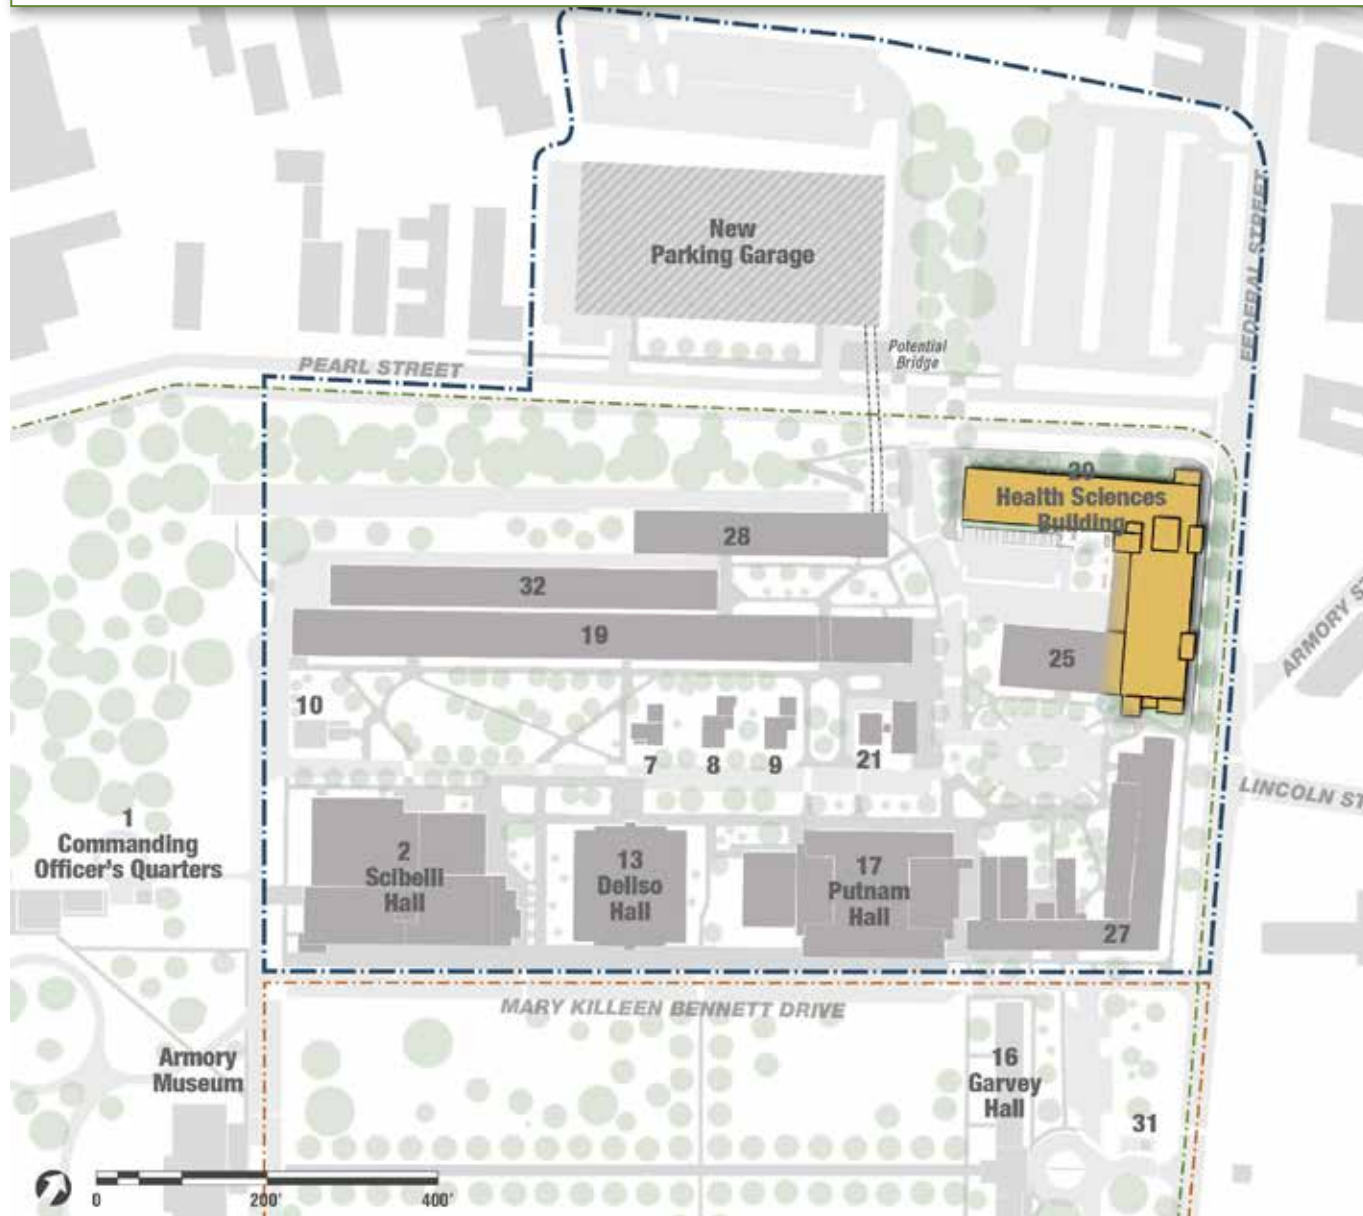 New
Parking Garage
FEDERAL STREET
Potential
Bridge
PEARL STREET
20
Health Sciences
Building
28
32
19
25
ARMORY ST
10
7
8
9
21
LINCOLN ST
1
Commanding
Officer's Quarters
2
Scibelli
Hall
13
Deliso
Hall
17
Putnam
Hall
27
MARY KILLEEN BENNETT DRIVE
Armory
Museum
16
Garvey
Hall
31
0
200'
400'